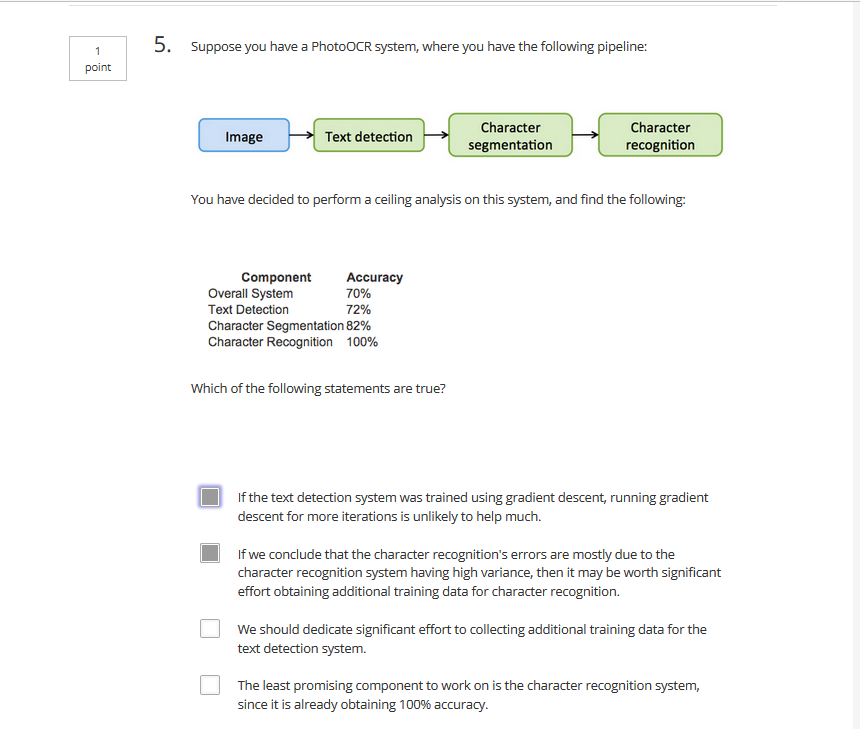 1
point
5. Suppose you have a PhotoOCR system, where you have the following pipeline:
Image
Text detection
Character
segmentation
Character
recognition
You have decided to perform a ceiling analysis on this system, and find the following:
Component Accuracy
Overall System 70%
Text Detection 72%
Character Segmentation 82%
Character Recognition 100%
Which of the following statements are true?
If the text detection system was trained using gradient descent, running gradient
descent for more iterations is unlikely to help much.
If we conclude that the character recognition's errors are mostly due to the
character recognition system having high variance, then it may be worth significant
effort obtaining additional training data for character recognition.
We should dedicate significant effort to collecting additional training data for the
text detection system.
The least promising component to work on is the character recognition system,
since it is already obtaining 100% accuracy.